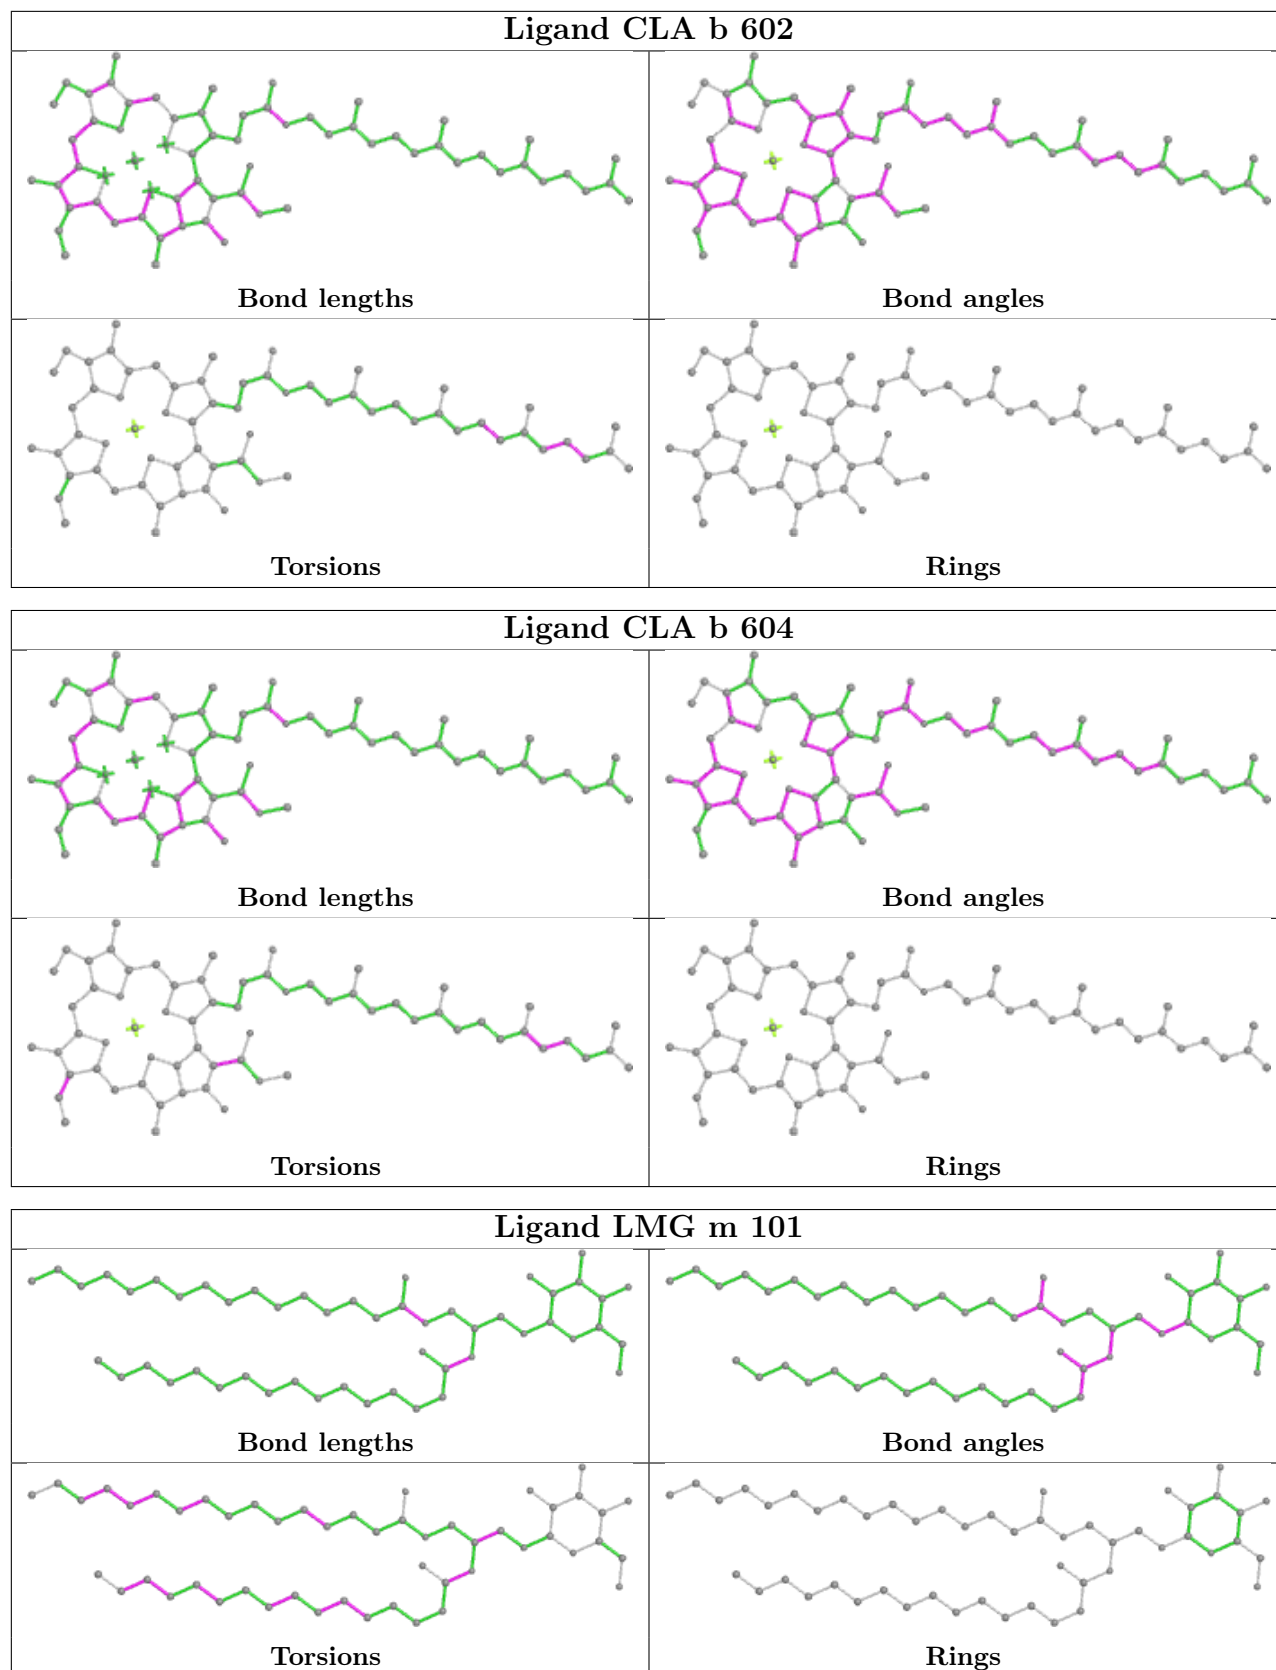 Ligand CLA b 602
Bond lengths
Bond angles
Torsions
Rings
Ligand CLA b 604
Bond lengths
Bond angles
Torsions
Rings
Ligand LMG m 101
Bond lengths
Bond angles
Torsions
Rings